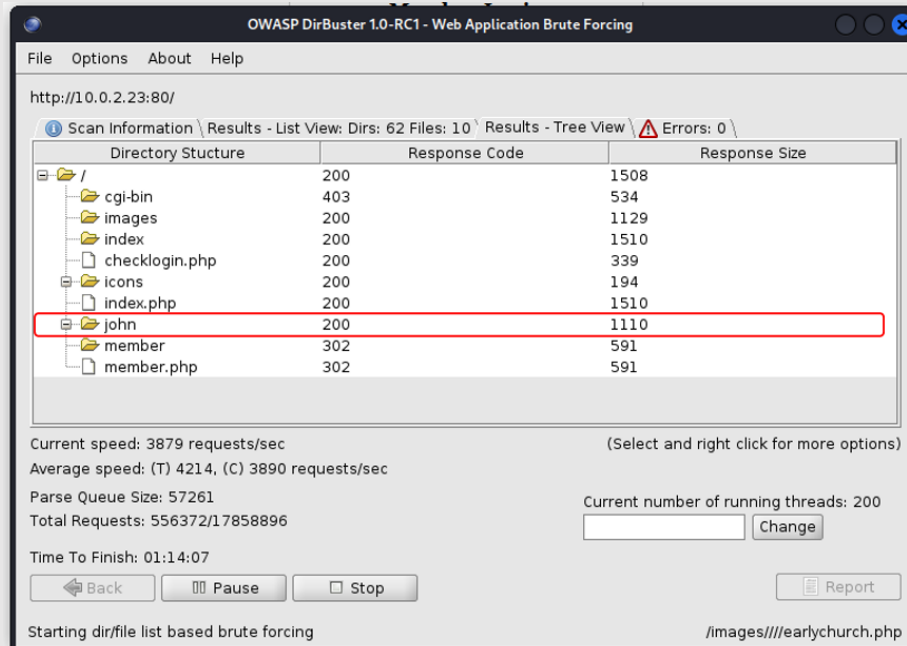 OWASP DirBuster 1.0-RC1 - Web Application Brute Forcing
File Options About Help
http://10.0.2.23:80/
Scan Information Results - List View: Dirs: 62 Files: 10 Results - Tree View Errors: 0
Directory Stucture Response Code Response Size
/ 200 1508
cgi-bin 403 534
images 200 1129
index 200 1510
checklogin.php 200 339
icons 200 194
index.php 200 1510
john 200 1110
member 302 591
member.php 302 591
Current speed: 3879 requests/sec (Select and right click for more options)
Average speed: (T) 4214, (C) 3890 requests/sec
Parse Queue Size: 57261 Current number of running threads: 200
Total Requests: 556372/17858896 Change
Time To Finish: 01:14:07
Back Pause Stop Report
Starting dir/file list based brute forcing /images////earlychurch.php